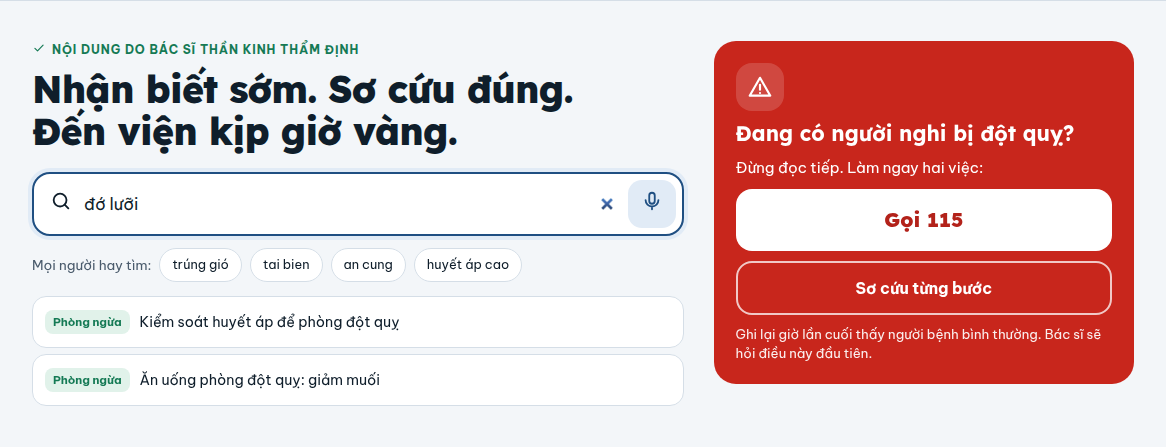 NỘI DUNG DO BÁC SĨ THẦN KINH THẨM ĐỊNH
Nhận biết sớm. Sơ cứu đúng.
Đến viện kịp giờ vàng.
đớ lưỡi
Mọi người hay tìm:
trúng gió
tai bien
an cung
huyết áp cao
Phòng ngừa Kiểm soát huyết áp để phòng đột quỵ
Phòng ngừa Ăn uống phòng đột quỵ: giảm muối
Đang có người nghi bị đột quỵ?
Đừng đọc tiếp. Làm ngay hai việc:
Gọi 115
Sơ cứu từng bước
Ghi lại giờ lần cuối thấy người bệnh bình thường. Bác sĩ sẽ
hỏi điều này đầu tiên.